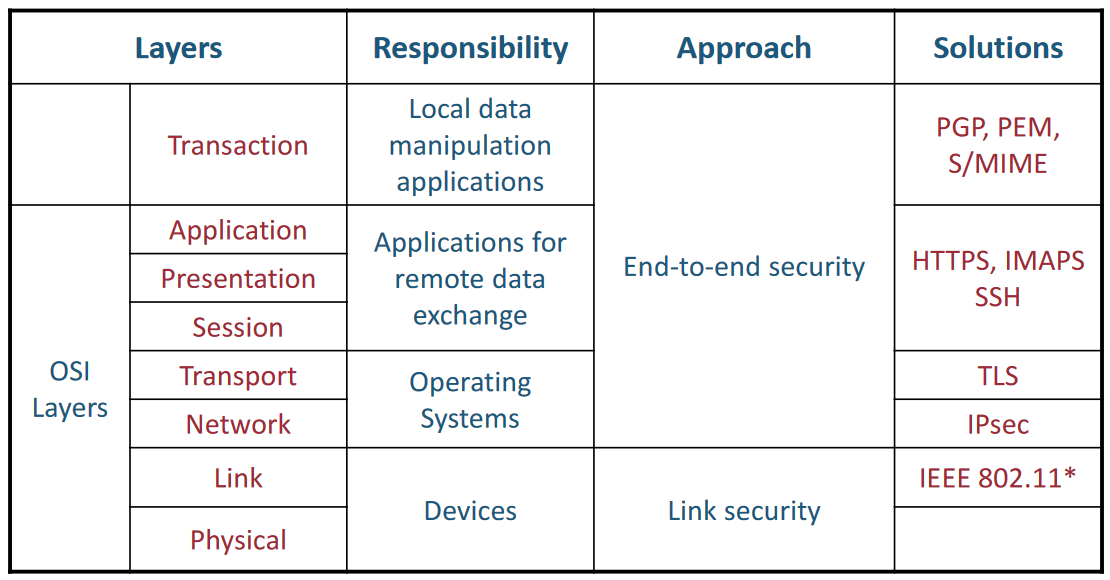 Layers
Responsibility
Approach
Solutions
Transaction
Local data
manipulation
applications
End-to-end security
PGP, PEM,
S/MIME
OSI
Layers
Application
Presentation
Session
Applications for
remote data
exchange
HTTPS, IMAPS
SSH
Transport
Network
Operating
Systems
TLS
IPsec
Link
Physical
Devices
Link security
IEEE 802.11*